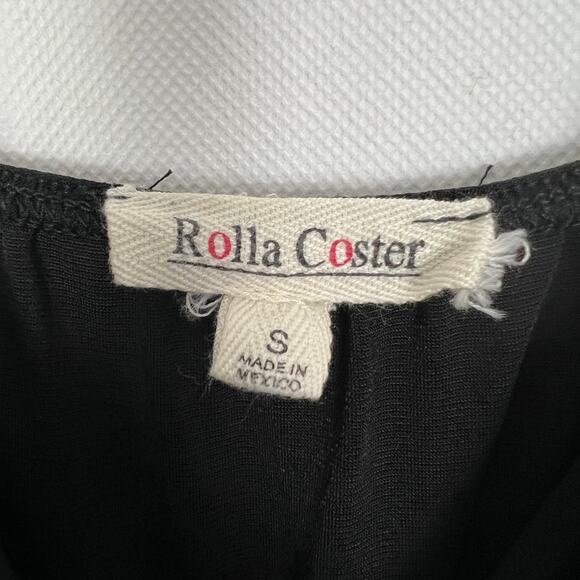 Rolla Coster
S
MADE IN
MEXICO